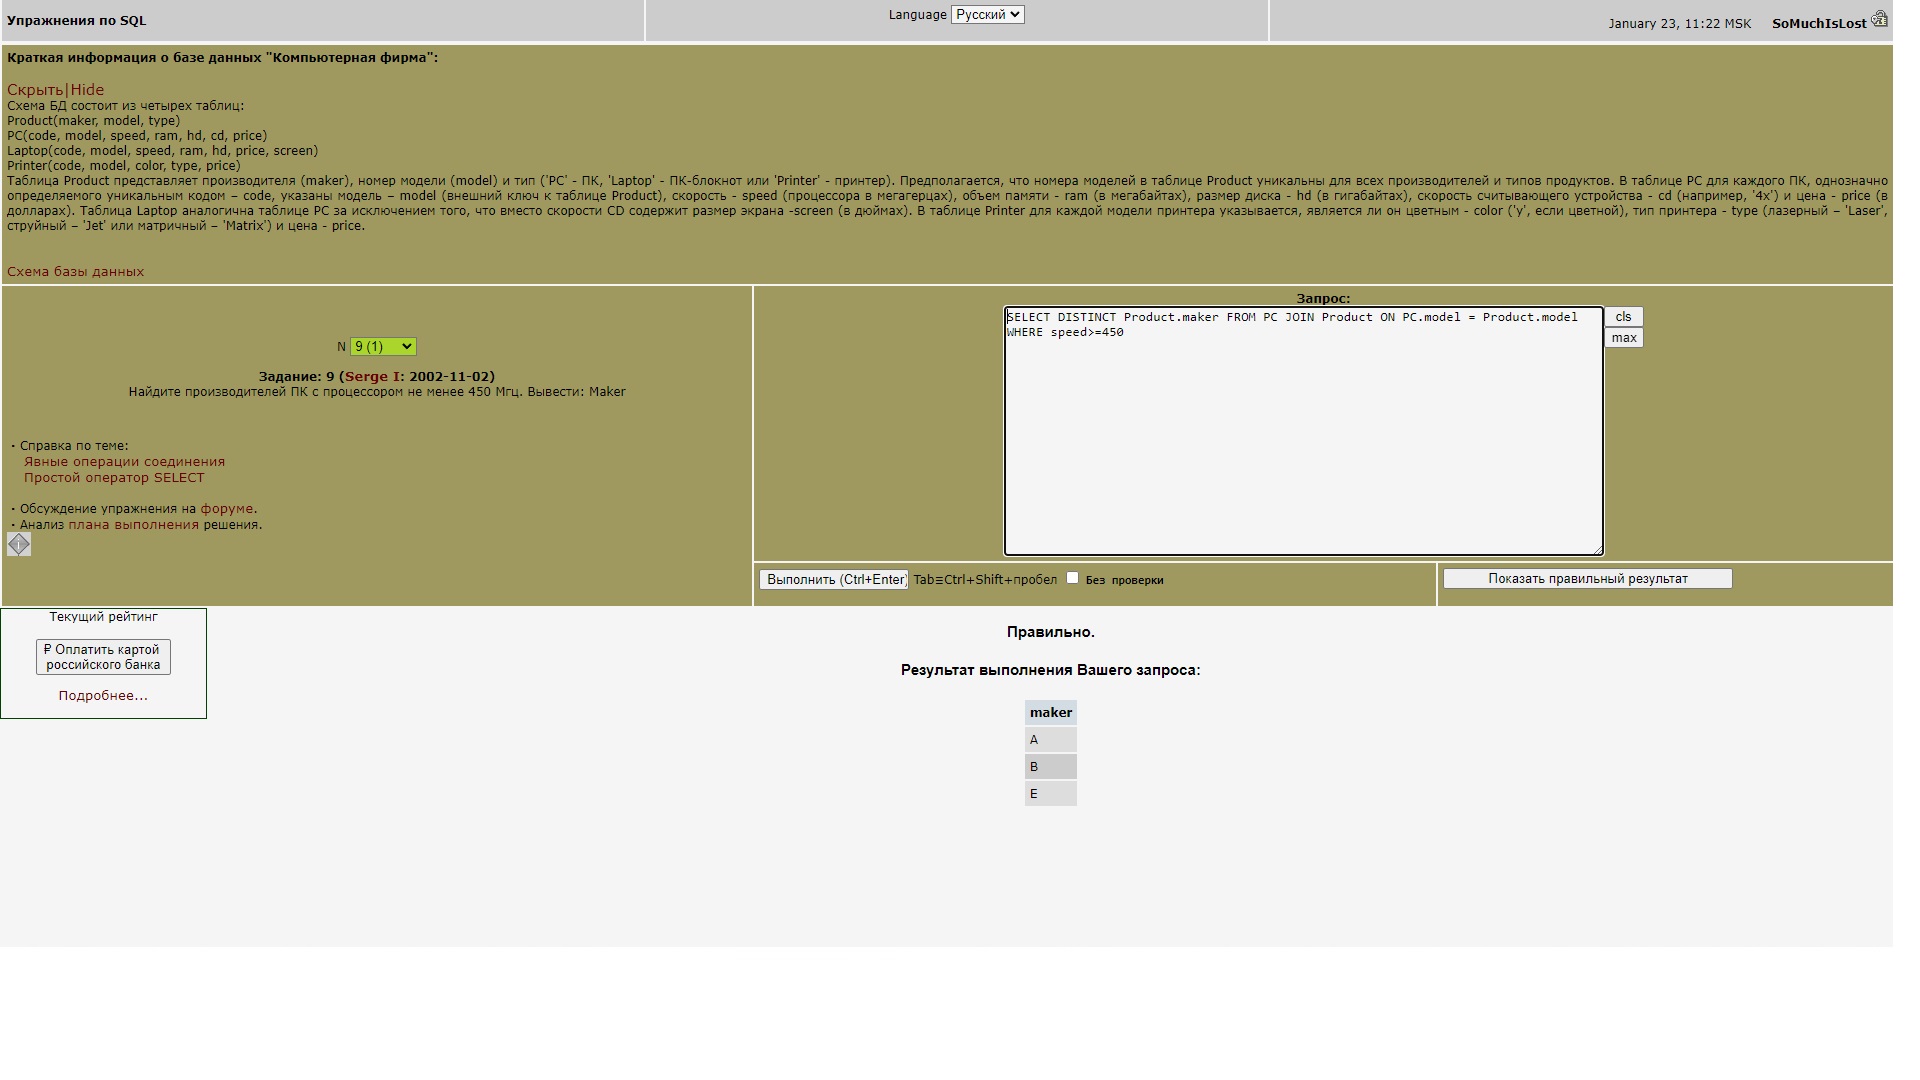 Упражнения по SQL
Language Русский
January 23, 11:22 MSK SoMuchIsLost
Краткая информация о базе данных "Компьютерная фирма":
Скрыть|Hide
Схема БД состоит из четырех таблиц:
Product(maker, model, type)
PC(code, model, speed, ram, hd, cd, price)
Laptop(code, model, speed, ram, hd, price, screen)
Printer(code, model, color, type, price)
Таблица Product представляет производителя (maker), номер модели (model) и тип ('PC' - ПК, 'Laptop' - ПК-блокнот или 'Printer' - принтер). Предполагается, что номера моделей в таблице Product уникальны для всех производителей и типов продуктов. В таблице PC для каждого ПК, однозначно
определяемого уникальным кодом – code, указаны модель – model (внешний ключ к таблице Product), скорость - speed (процессора в мегагерцах), объем памяти - ram (в мегабайтах), размер диска - hd (в гигабайтах), скорость считывающего устройства - cd (например, '4x') и цена - price (в
долларах). Таблица Laptop аналогична таблице PC за исключением того, что вместо скорости CD содержит размер экрана -screen (в дюймах). В таблице Printer для каждой модели принтера указывается, является ли он цветным - color ('y', если цветной), тип принтера - type (лазерный – 'Laser',
струйный – 'Jet' или матричный – 'Matrix') и цена - price.
Схема базы данных
N 9 (1)
Задание: 9 (Serge I: 2002-11-02)
Найдите производителей ПК с процессором не менее 450 Мгц. Вывести: Maker
· Справка по теме:
Явные операции соединения
Простой оператор SELECT
· Обсуждение упражнения на форуме.
· Анализ плана выполнения решения.
Запрос:
SELECT DISTINCT Product.maker FROM PC JOIN Product ON PC.model = Product.model
WHERE speed>=450
cls
max
Выполнить (Ctrl+Enter) Tab≡Ctrl+Shift+пробел Без проверки
Показать правильный результат
Текущий рейтинг
₽ Оплатить картой
российского банка
Подробнее...
Правильно.
Результат выполнения Вашего запроса:
maker
A
B
E